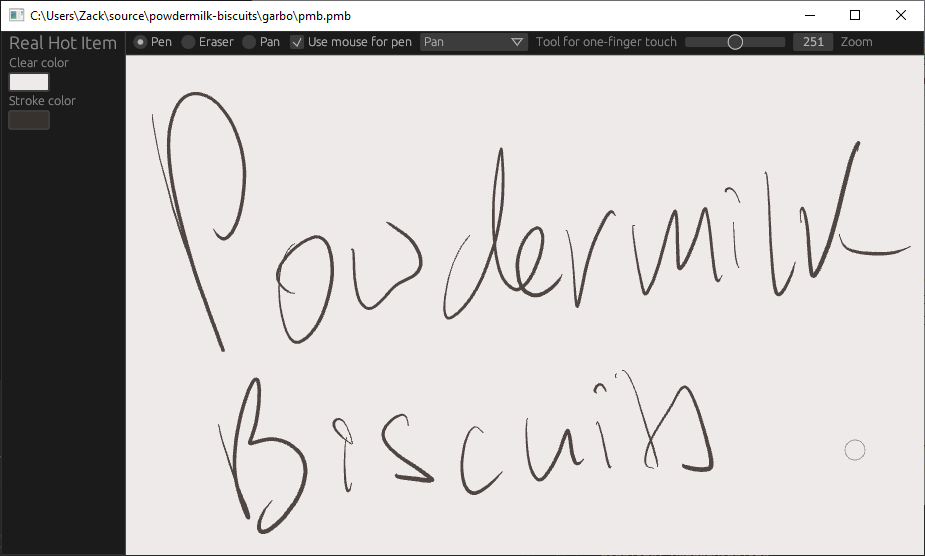 C:\Users\Zack\source\powdermilk-biscuits\garbo\pmb.pmb
Real Hot Item
Pen Eraser Pan Use mouse for pen Pan Tool for one-finger touch 251 Zoom
Clear color
Stroke color
Powdermilk
Biscuits